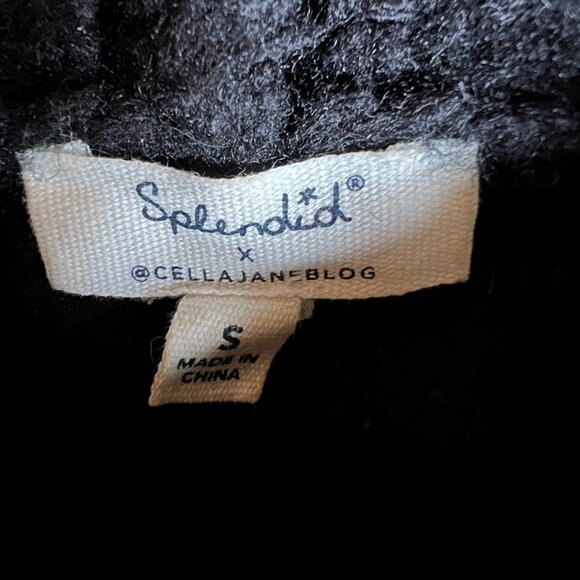 Splendid®
x
@CELLAJANEBLOG
S
MADE IN
CHINA